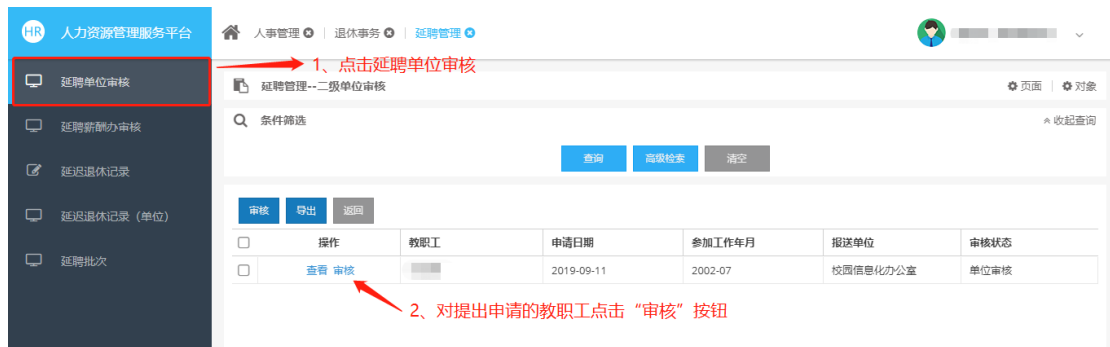 HR 人力资源管理服务平台
人事管理 退休事务 延聘管理
延聘单位审核
延聘薪酬办审核
延迟退休记录
延迟退休记录（单位）
延聘批次
1、点击延聘单位审核
延聘管理--二级单位审核
页面 对象
条件筛选
收起查询
查询 高级检索 清空
审核 导出 返回
操作 教职工 申请日期 参加工作年月 报送单位 审核状态
查看 审核 2019-09-11 2002-07 校园信息化办公室 单位审核
2、对提出申请的教职工点击“审核”按钮